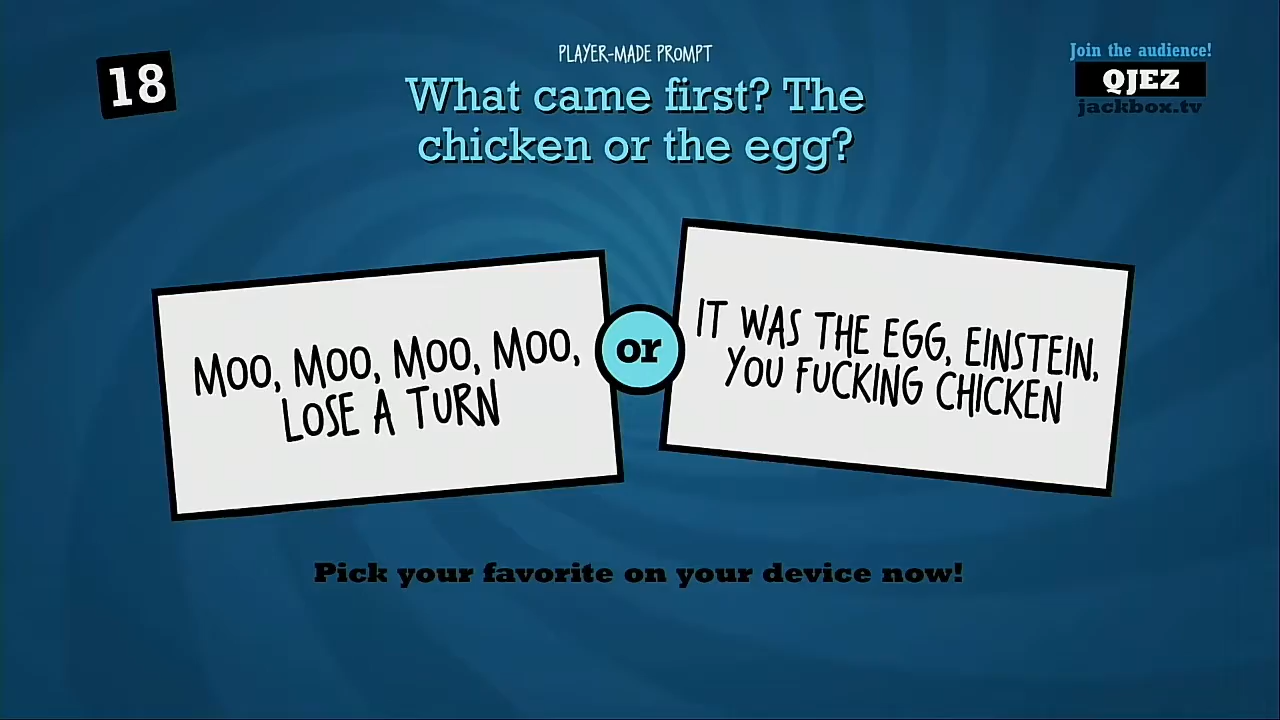 18
PLAYER-MADE PROMPT
What came first? The
chicken or the egg?
Join the audience!
QJEZ
jackbox.tv
MOO, MOO, MOO, MOO,
LOSE A TURN
or
IT WAS THE EGG, EINSTEIN,
YOU FUCKING CHICKEN
Pick your favorite on your device now!